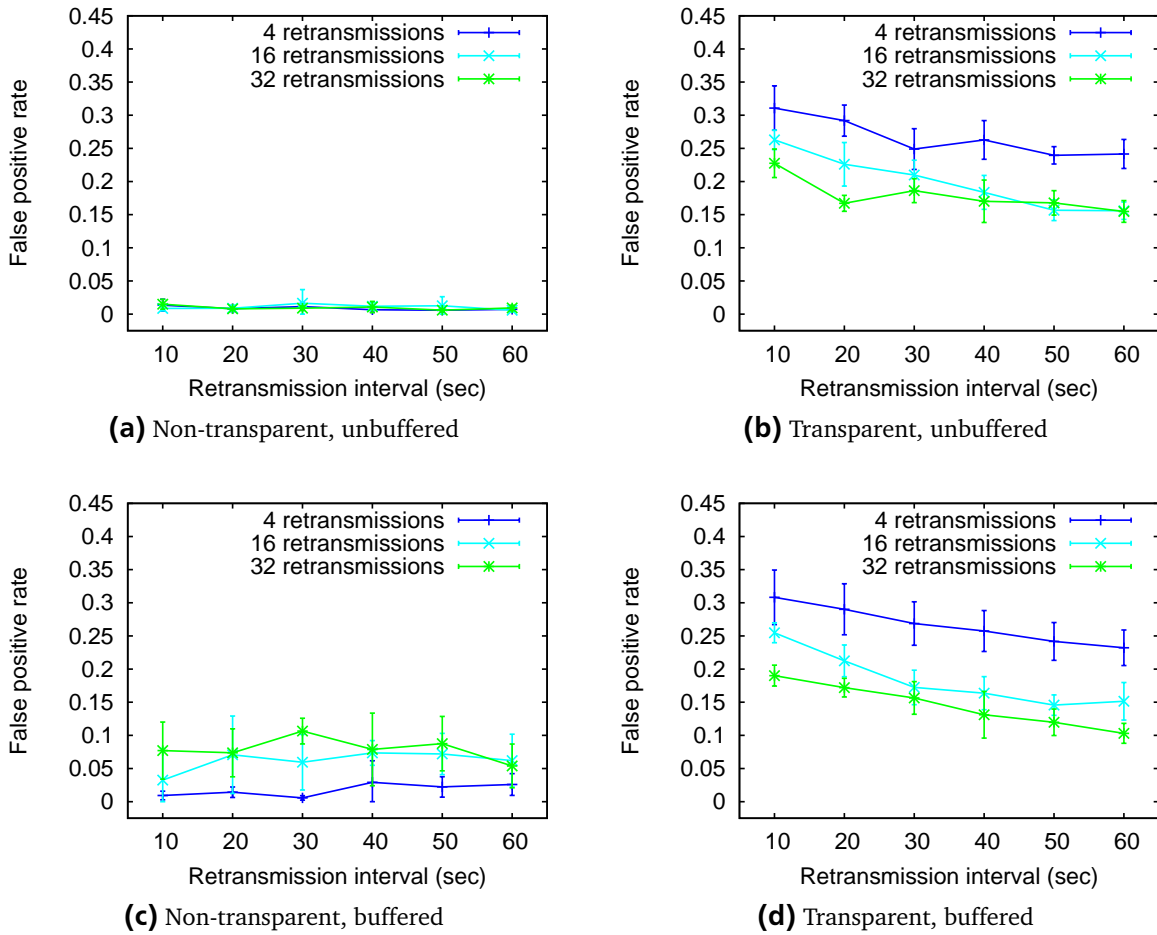 0.45
0.4
0.35
0.3
0.25
0.2
0.15
0.1
0.05
0
False positive rate
4 retransmissions
16 retransmissions
32 retransmissions
10 20 30 40 50 60
Retransmission interval (sec)
(a) Non-transparent, unbuffered
0.45
0.4
0.35
0.3
0.25
0.2
0.15
0.1
0.05
0
False positive rate
4 retransmissions
16 retransmissions
32 retransmissions
10 20 30 40 50 60
Retransmission interval (sec)
(b) Transparent, unbuffered
0.45
0.4
0.35
0.3
0.25
0.2
0.15
0.1
0.05
0
False positive rate
4 retransmissions
16 retransmissions
32 retransmissions
10 20 30 40 50 60
Retransmission interval (sec)
(c) Non-transparent, buffered
0.45
0.4
0.35
0.3
0.25
0.2
0.15
0.1
0.05
0
False positive rate
4 retransmissions
16 retransmissions
32 retransmissions
10 20 30 40 50 60
Retransmission interval (sec)
(d) Transparent, buffered